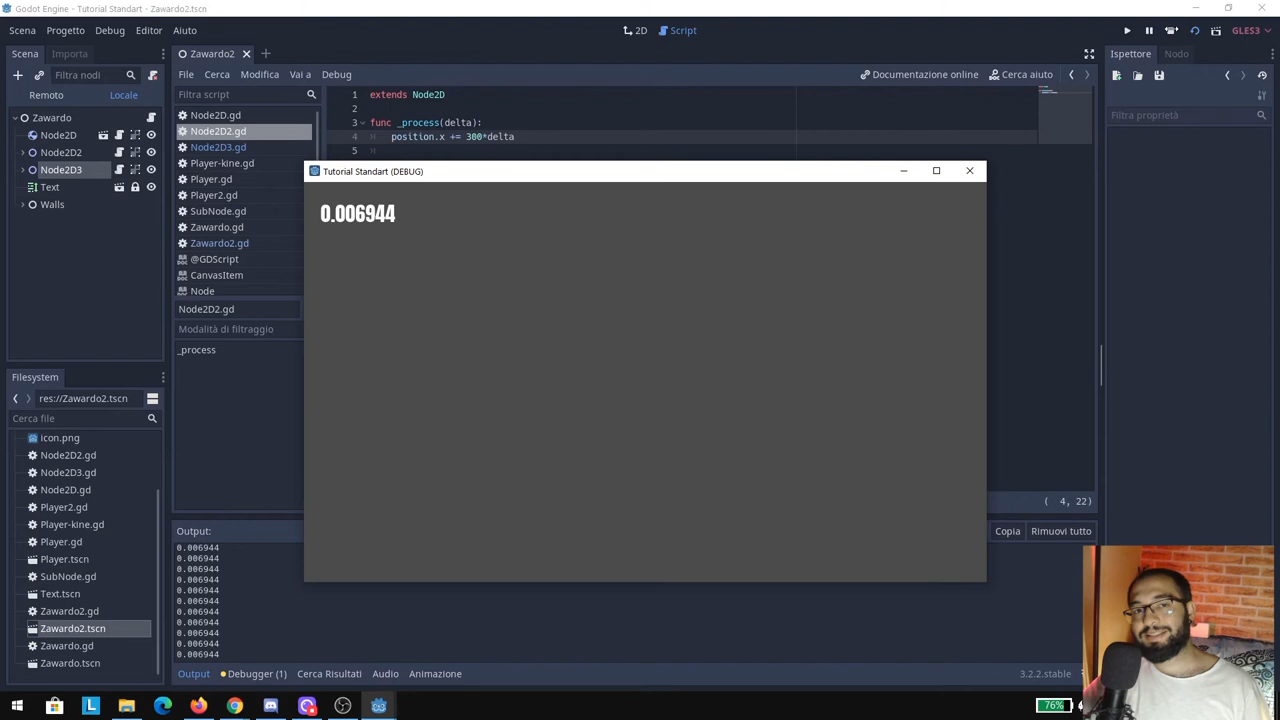 Godot Engine - Tutorial Standart - Zawardo2.tscn
Scena Progetto Debug Editor Aiuto
2D Script
GLES3
Scena Importa
Filtra nodi
Remoto Locale
Zawardo
Node2D
Node2D2
Node2D3
Text
Walls
Filesystem
res://Zawardo2.tscn
Cerca file
icon.png
Node2D2.gd
Node2D3.gd
Node2D.gd
Player2.gd
Player-kine.gd
Player.gd
Player.tscn
SubNode.gd
Text.tscn
Zawardo2.gd
Zawardo2.tscn
Zawardo.gd
Zawardo.tscn
Zawardo2
File Cerca Modifica Vai a Debug
Documentazione online Cerca aiuto
Filtra script
Node2D.gd
Node2D2.gd
Node2D3.gd
Player-kine.gd
Player.gd
Player2.gd
SubNode.gd
Zawardo.gd
Zawardo2.gd
@GDScript
CanvasItem
Node
Node2D2.gd
Modalità di filtraggio
_process
1 extends Node2D
2
3 func _process(delta):
4 position.x += 300*delta
5
Tutorial Standart (DEBUG)
0.006944
( 4, 22)
Output:
Copia Rimuovi tutto
0.006944
0.006944
0.006944
0.006944
0.006944
0.006944
0.006944
0.006944
0.006944
0.006944
0.006944
Output Debugger (1) Cerca Risultati Audio Animazione
3.2.2.stable
Ispettore Nodo
Filtra proprietà
L
76%